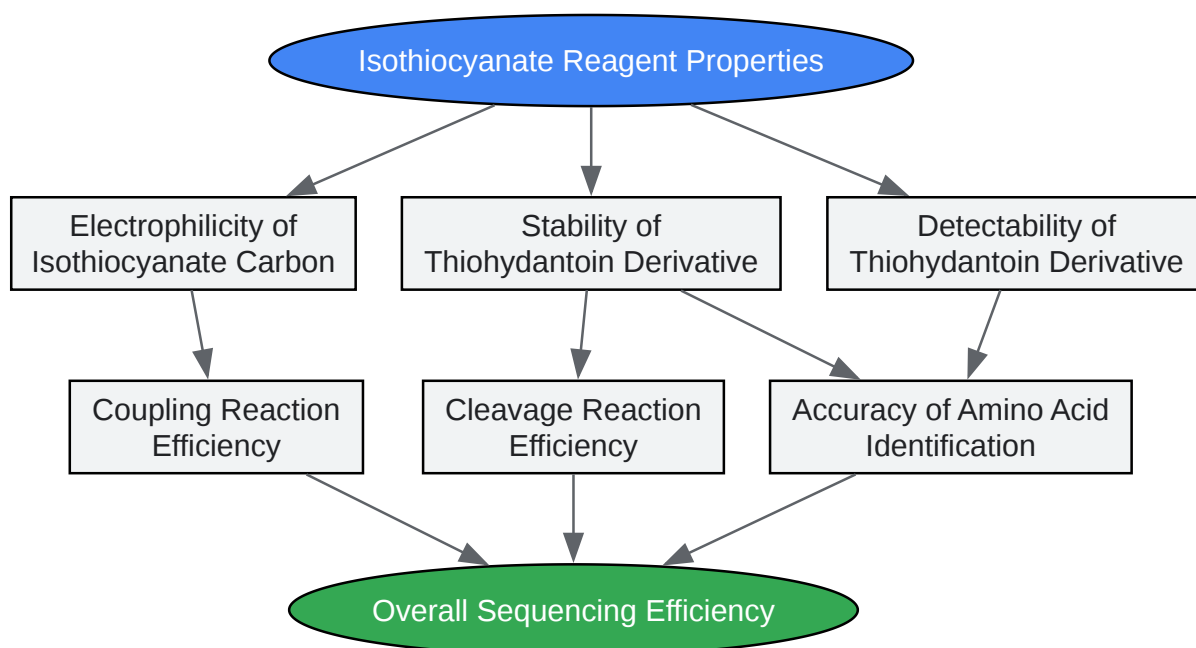 Isothiocyanate Reagent Properties
Electrophilicity of
Isothiocyanate Carbon
Stability of
Thiohydantoin Derivative
Detectability of
Thiohydantoin Derivative
Coupling Reaction
Efficiency
Cleavage Reaction
Efficiency
Accuracy of Amino Acid
Identification
Overall Sequencing Efficiency